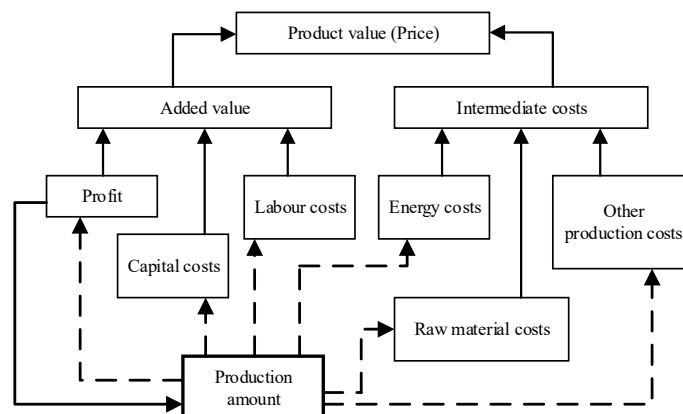 Product value (Price)
Added value
Intermediate costs
Profit
Labour costs
Energy costs
Other
production costs
Capital costs
Raw material costs
Production
amount